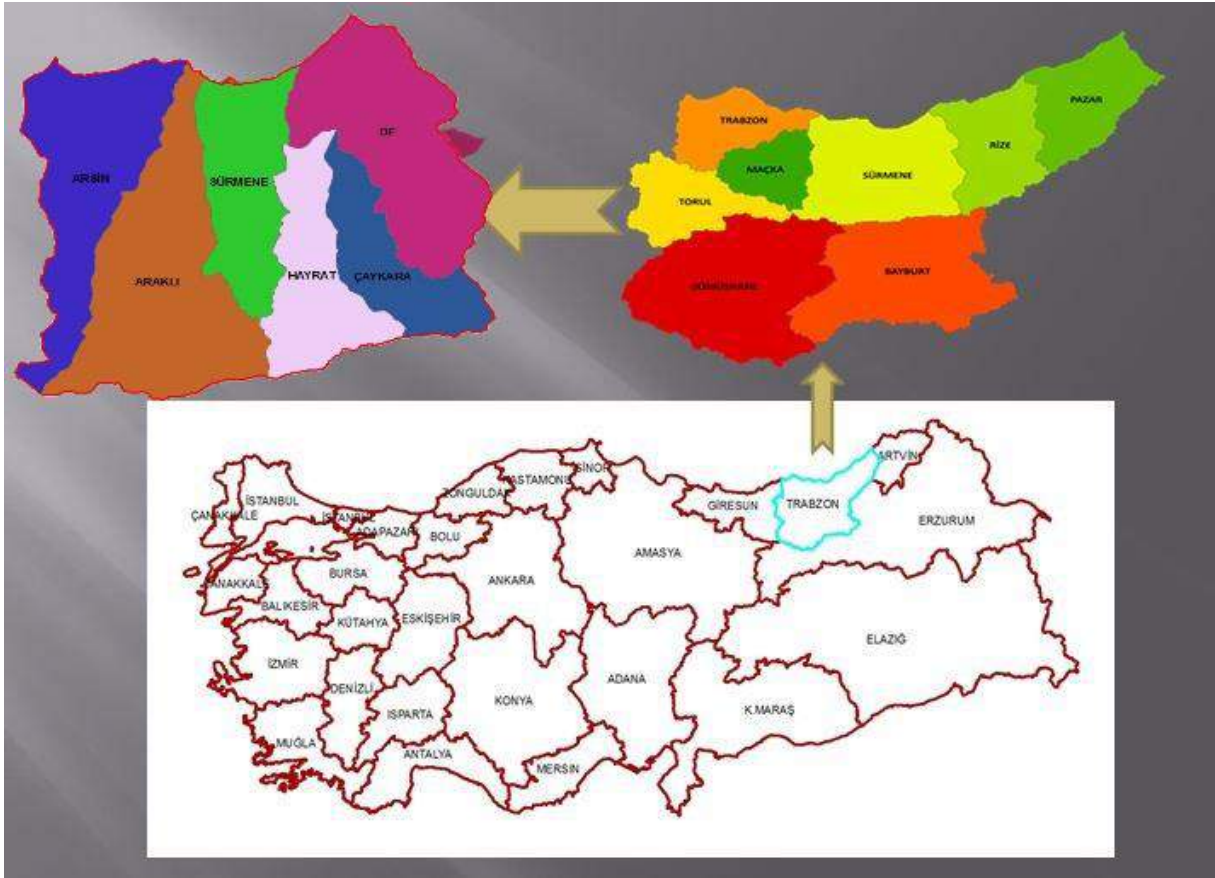 ARSİN
ARAKLI
SÜRMENE
HAYRAT
ÇAYKARA
OF
TRABZON
MAÇKA
TORUL
SÜRMENE
RİZE
PAZAR
GÜMÜŞHANE
BAYBURT
SİNOP
KASTAMONU
ZONGULDAK
ARTVİN
İSTANBUL
ÇANAKKALE
İSTANBUL
ADAPAZARI
BOLU
GİRESUN
TRABZON
ERZURUM
AMASYA
ÇANAKKALE
BURSA
ANKARA
BALIKESİR
KÜTAHYA
ESKİŞEHİR
ELAZIĞ
İZMİR
DENİZLİ
ISPARTA
KONYA
ADANA
K.MARAŞ
MUĞLA
ANTALYA
MERSİN